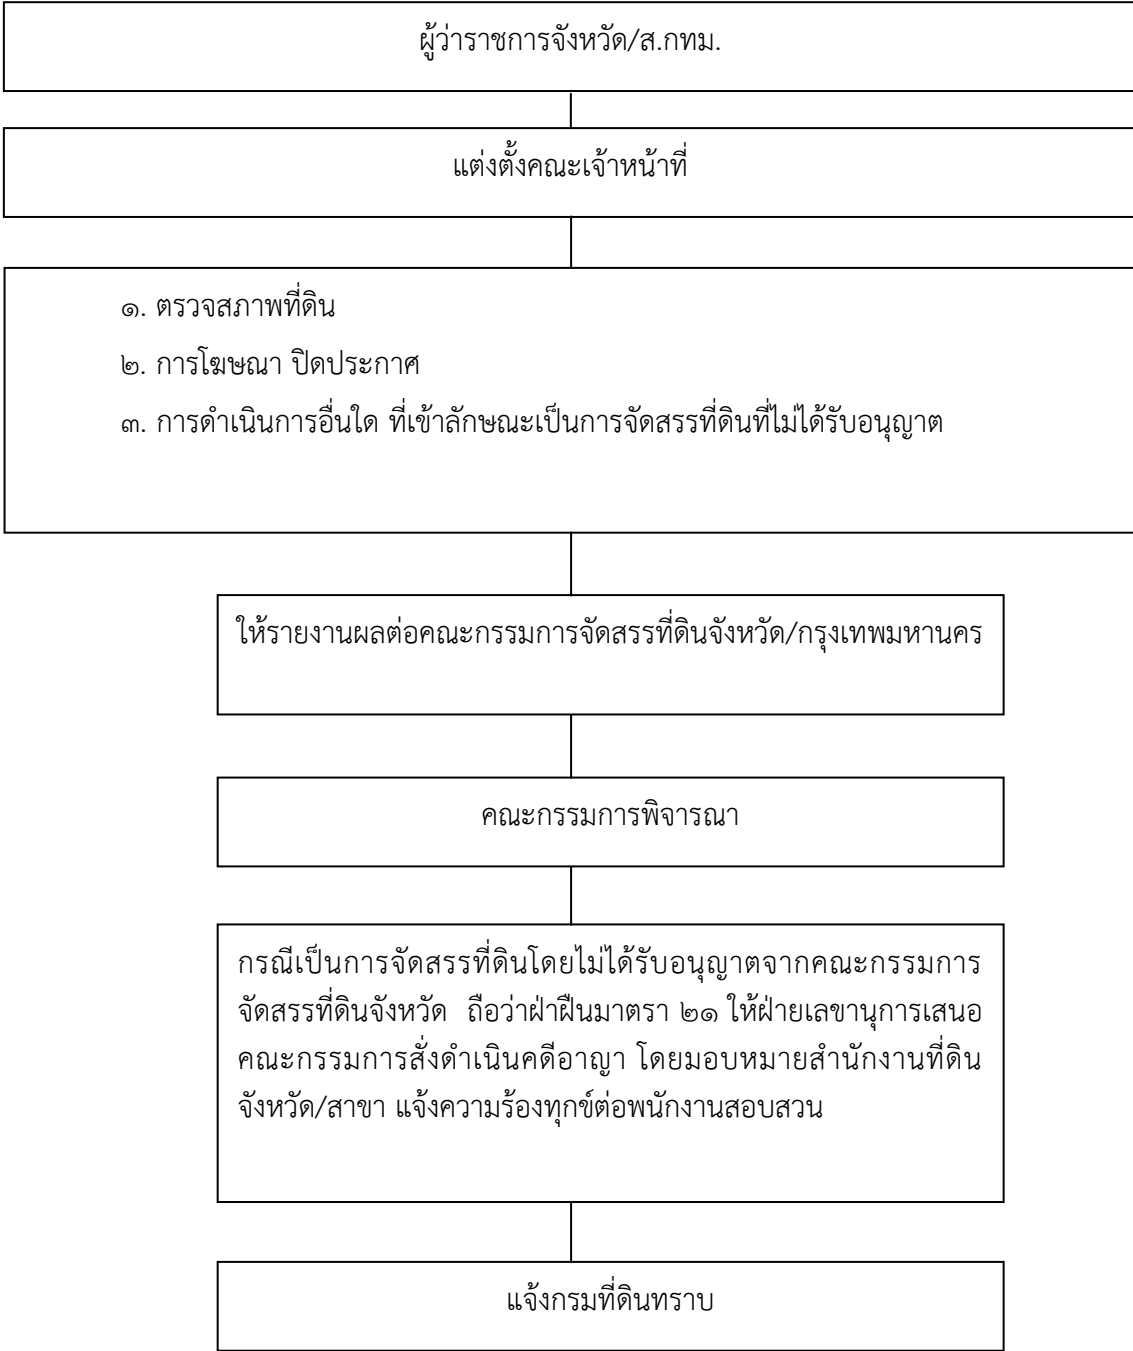 ผู้ว่าราชการจังหวัด/ส.กทม.
แต่งตั้งคณะเจ้าหน้าที่
๑. ตรวจสภาพที่ดิน
๒. การโฆษณา ปิดประกาศ
๓. การดำเนินการอื่นใด ที่เข้าลักษณะเป็นการจัดสรรที่ดินที่ไม่ได้รับอนุญาต
ให้รายงานผลต่อคณะกรรมการจัดสรรที่ดินจังหวัด/กรุงเทพมหานคร
คณะกรรมการพิจารณา
กรณีเป็นการจัดสรรที่ดินโดยไม่ได้รับอนุญาตจากคณะกรรมการ
จัดสรรที่ดินจังหวัด ถือว่าฝ่าฝืนมาตรา ๒๑ ให้ฝ่ายเลขานุการเสนอ
คณะกรรมการสั่งดำเนินคดีอาญา โดยมอบหมายสำนักงานที่ดิน
จังหวัด/สาขา แจ้งความร้องทุกข์ต่อพนักงานสอบสวน
แจ้งกรมที่ดินทราบ